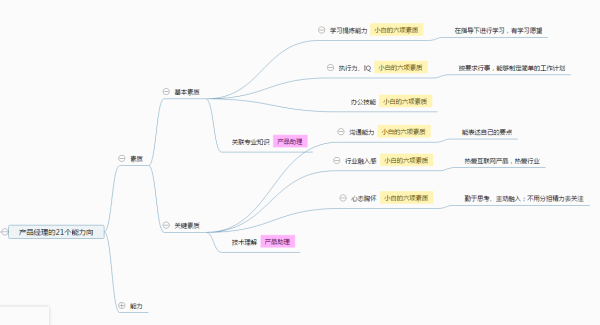 产品经理的21个能力向
素质
基本素质
学习提炼能力 小白的六项素质
在指导下进行学习，有学习愿望
执行力、IQ 小白的六项素质
按要求行事，能够制定简单的工作计划
办公技能 小白的六项素质
关联专业知识 产品助理
关键素质
沟通能力 小白的六项素质
能表述自己的要点
行业融入感 小白的六项素质
热爱互联网产品，热爱行业
心态胸怀 小白的六项素质
勤于思考、主动融入；不用分担精力去关注
技术理解 产品助理
能力